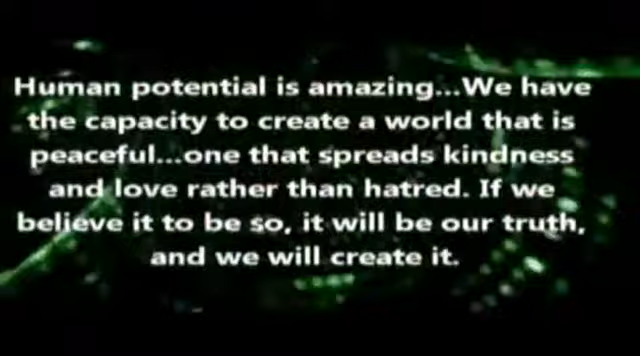 Human potential is amazing...We have
the capacity to create a world that is
peaceful...one that spreads kindness
and love rather than hatred. If we
believe it to be so, it will be our truth,
and we will create it.